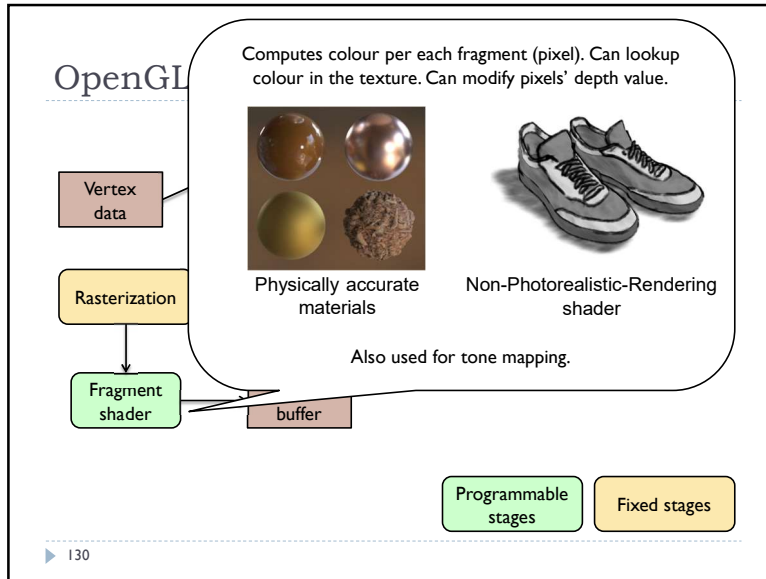 OpenGL
Computes colour per each fragment (pixel). Can lookup
colour in the texture. Can modify pixels' depth value.
Physically accurate
materials
Non-Photorealistic-Rendering
shader
Also used for tone mapping.
Vertex
data
Rasterization
Fragment
shader
buffer
Programmable
stages
Fixed stages
130